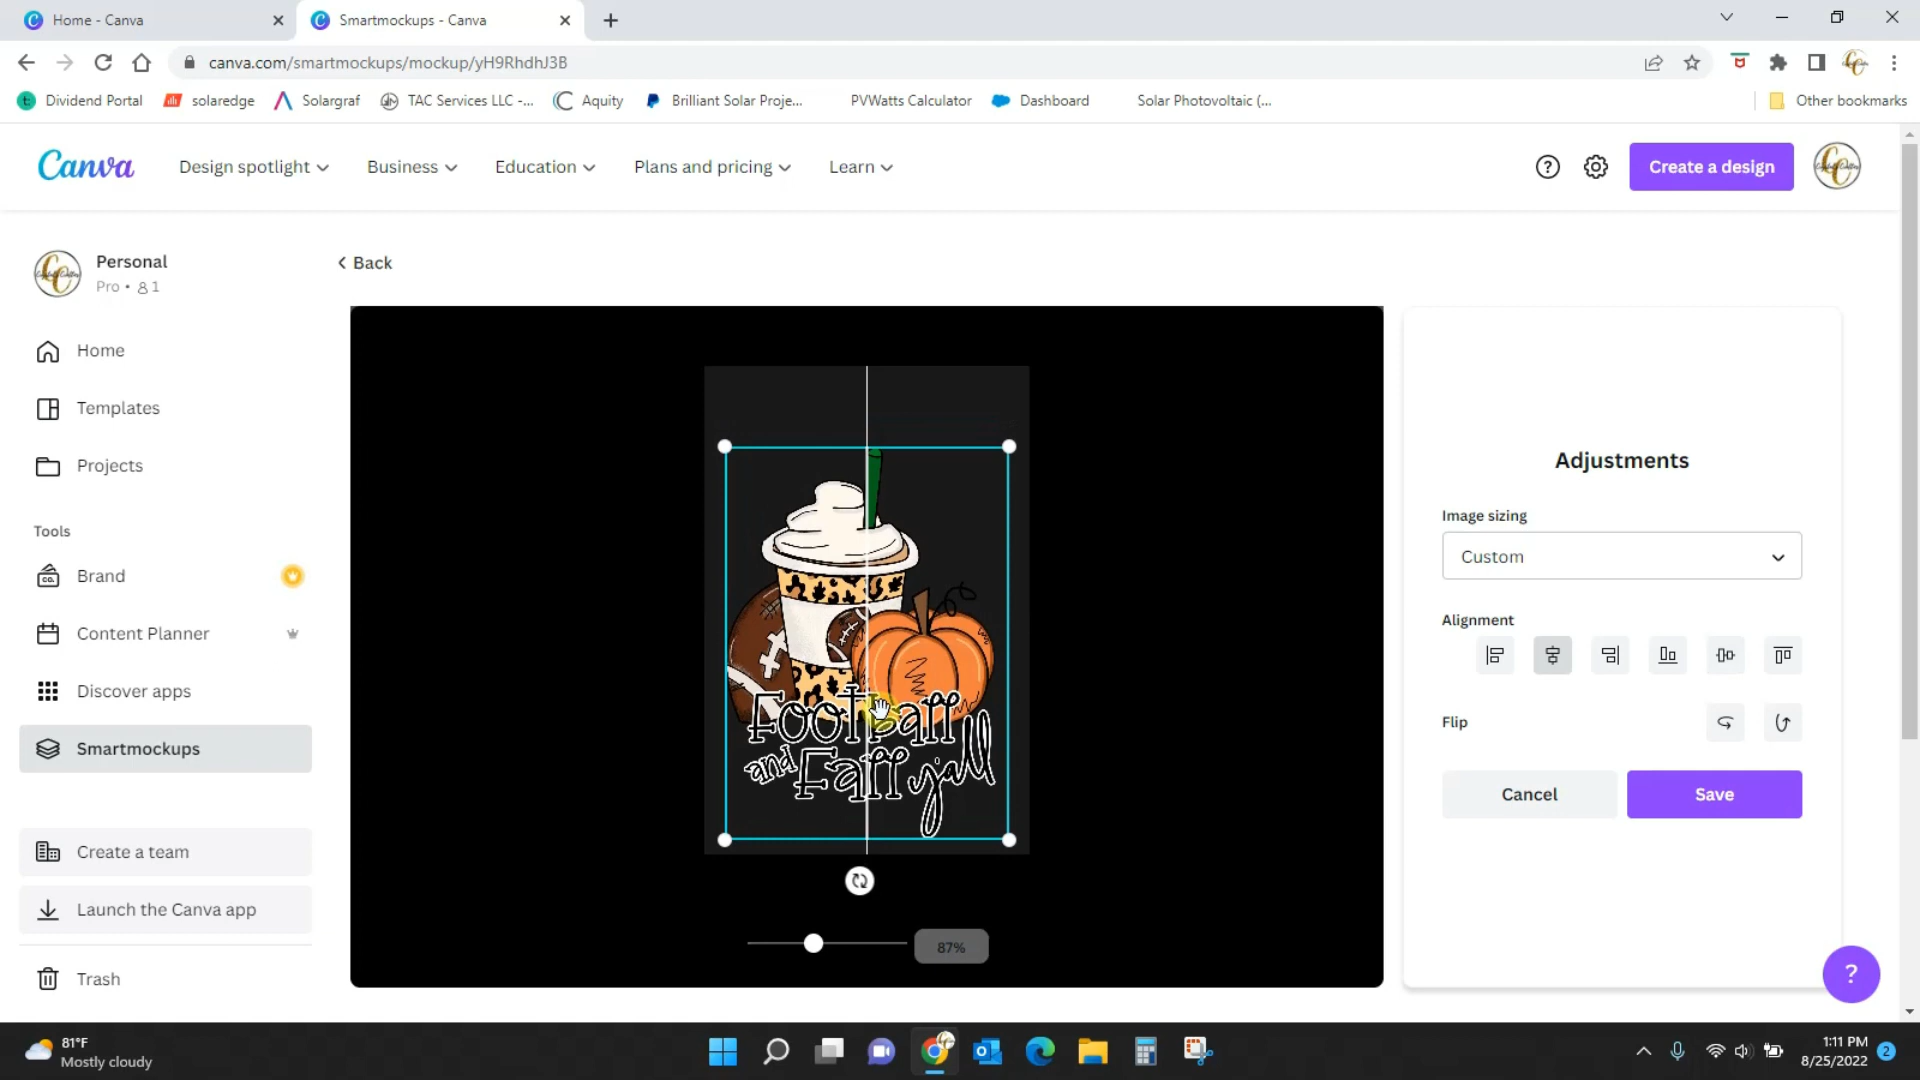 Home - Canva
Smartmockups - Canva
canva.com/smartmockups/mockup/yH9RhdhJ3B
Dividend Portal
solaredge
Solargraf
TAC Services LLC -...
Aquity
Brilliant Solar Proje...
PVWatts Calculator
Dashboard
Solar Photovoltaic (...
Other bookmarks
Canva
Design spotlight
Business
Education
Plans and pricing
Learn
Create a design
Personal
Pro • 1
Back
Home
Templates
Projects
Tools
Brand
Content Planner
Discover apps
Smartmockups
Create a team
Launch the Canva app
Trash
Football
and Fall y'all
87%
Adjustments
Image sizing
Custom
Alignment
Flip
Cancel
Save
?
81°F
Mostly cloudy
1:11 PM
8/25/2022
2